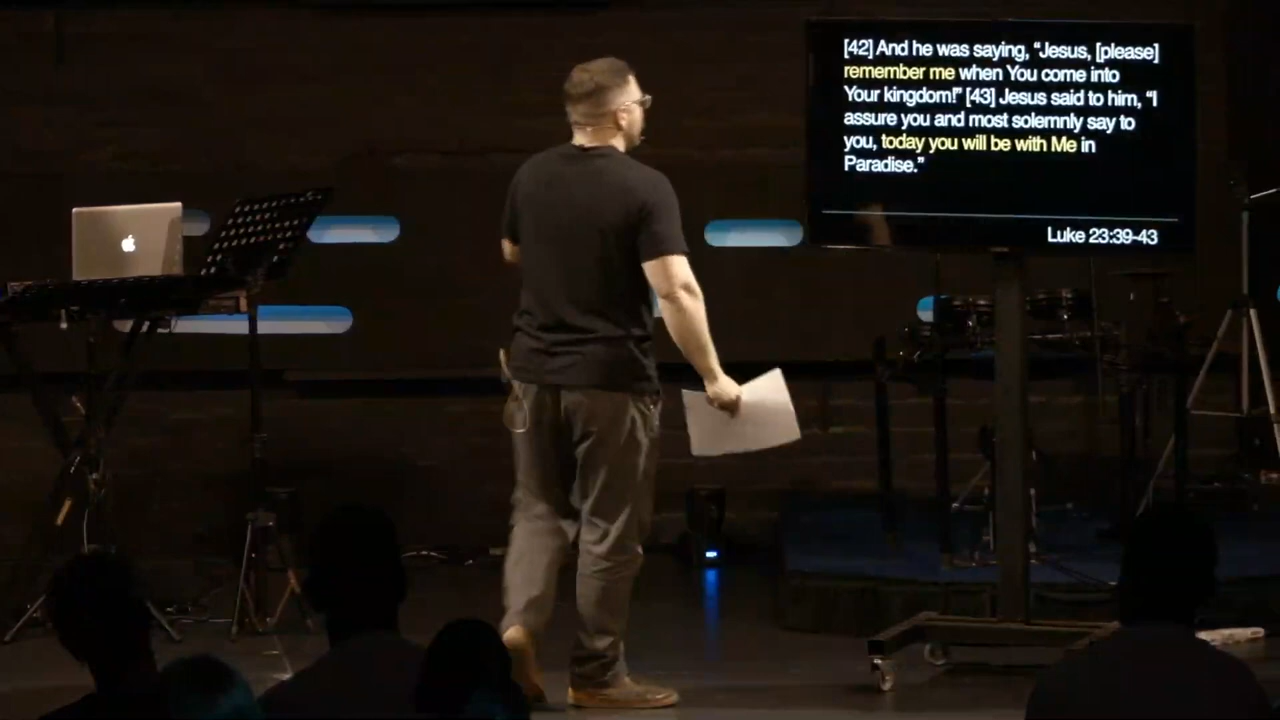 [42] And he was saying, “Jesus, [please]
remember me when You come into
Your kingdom!” [43] Jesus said to him, “I
assure you and most solemnly say to
you, today you will be with Me in
Paradise.”
Luke 23:39-43